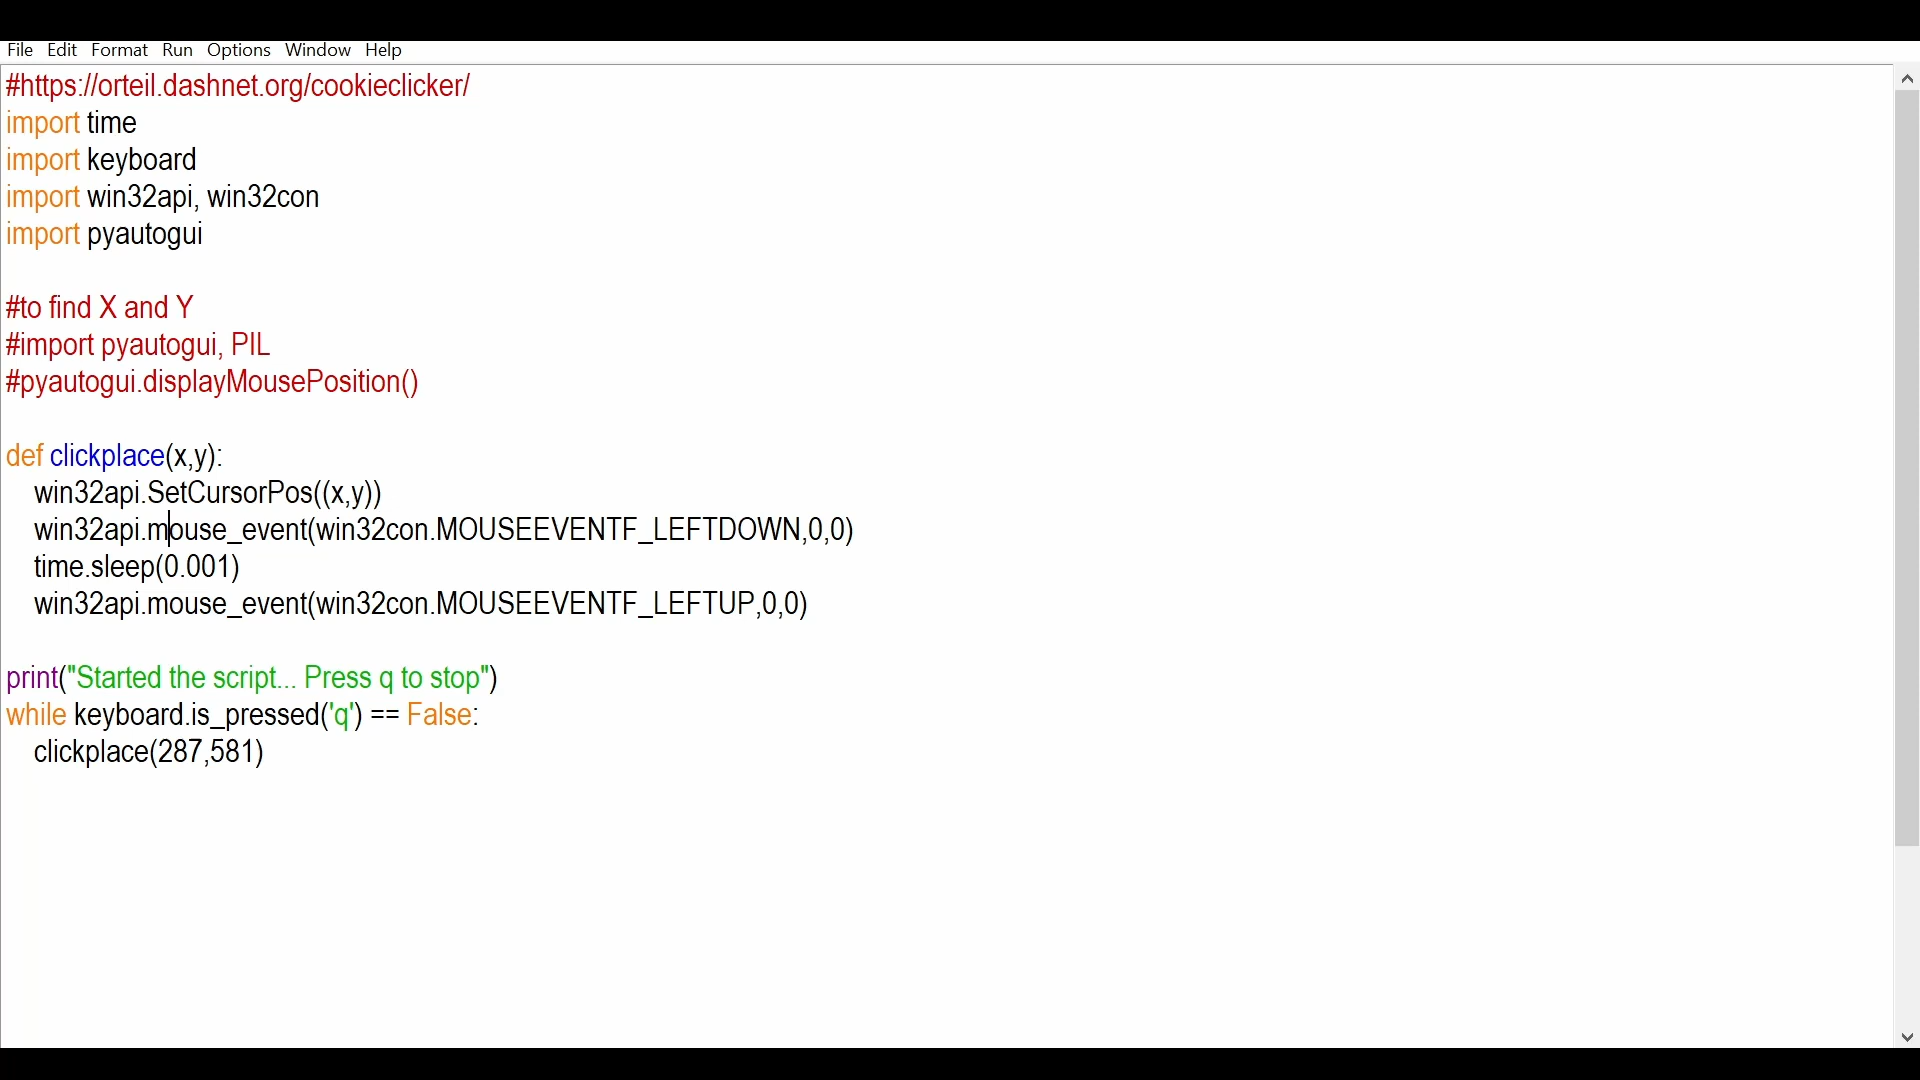 File Edit Format Run Options Window Help
#https://orteil.dashnet.org/cookieclicker/
import time
import keyboard
import win32api, win32con
import pyautogui
#to find X and Y
#import pyautogui, PIL
#pyautogui.displayMousePosition()
def clickplace(x,y):
    win32api.SetCursorPos((x,y))
    win32api.mouse_event(win32con.MOUSEEVENTF_LEFTDOWN,0,0)
    time.sleep(0.001)
    win32api.mouse_event(win32con.MOUSEEVENTF_LEFTUP,0,0)
print("Started the script... Press q to stop")
while keyboard.is_pressed('q') == False:
    clickplace(287,581)